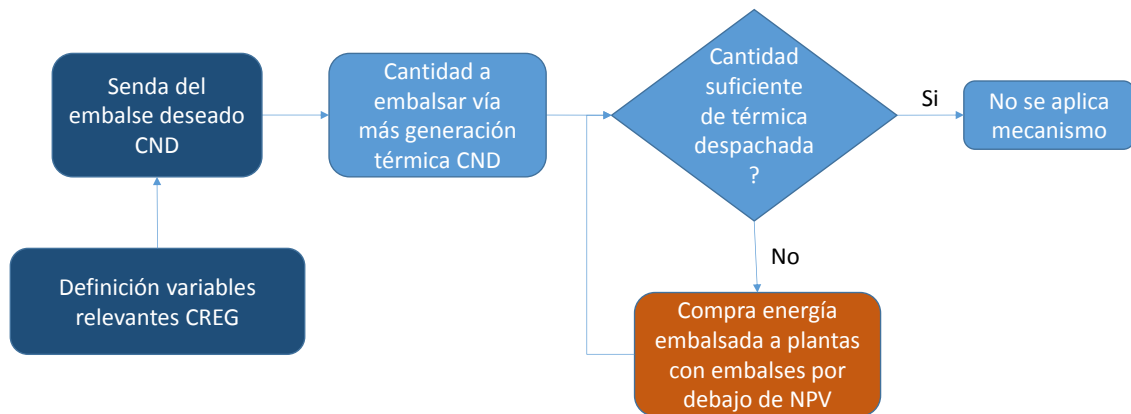 Senda del
embalse deseado
CND
Cantidad a
embalsar vía
más generación
térmica CND
Cantidad
suficiente
de térmica
despachada
?
Si
No se aplica
mecanismo
No
Definición variables
relevantes CREG
Compra energía
embalsada a plantas
con embalses por
debajo de NPV